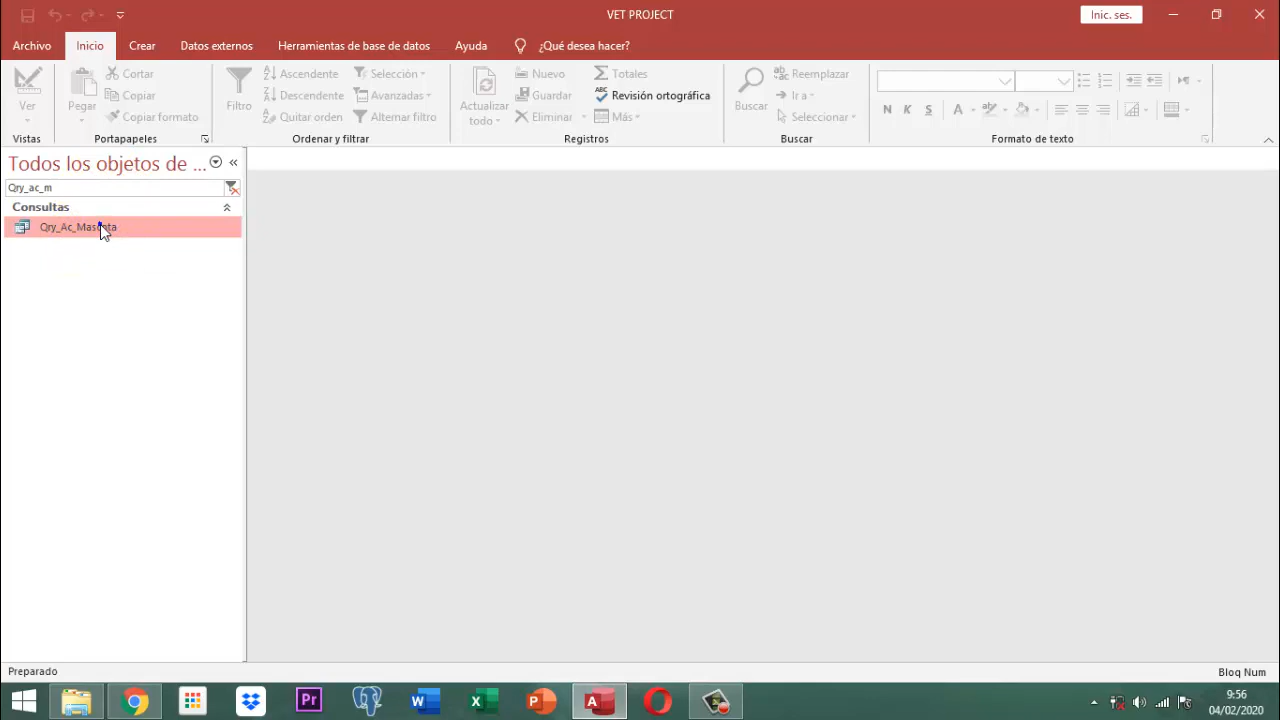 VET PROJECT
Inic. ses.
Archivo
Inicio
Crear
Datos externos
Herramientas de base de datos
Ayuda
¿Qué desea hacer?
Ver
Pegar
Cortar
Copiar
Copiar formato
Filtro
Ascendente
Descendente
Quitar orden
Selección
Avanzadas
Alternar filtro
Actualizar
todo
Nuevo
Guardar
Eliminar
Totales
Revisión ortográfica
Más
Buscar
Reemplazar
Ir a
Seleccionar
N K S
A
Vistas
Portapapeles
Ordenar y filtrar
Registros
Buscar
Formato de texto
Todos los objetos de ...
Qry_ac_m
Consultas
Qry_Ac_Mascota
Preparado
Bloq Num
Pr
9:56
04/02/2020